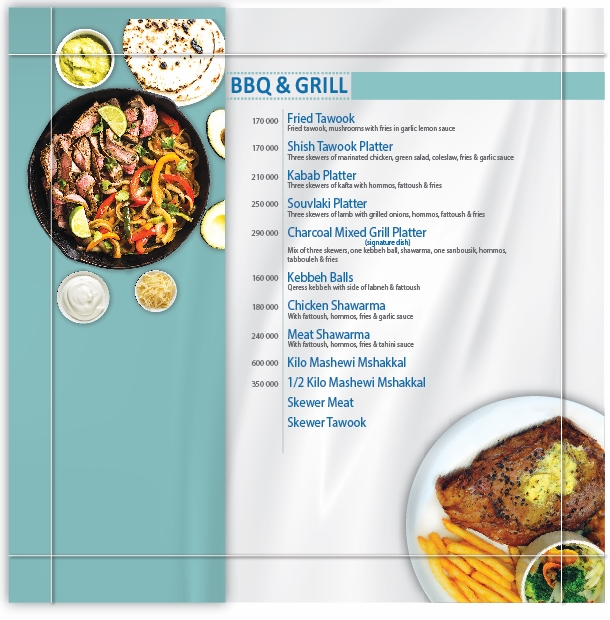 BBQ & GRILL
170 000 Fried Tawook
Fried tawook, mushrooms with fries in garlic lemon sauce
170 000 Shish Tawook Platter
Three skewers of marinated chicken, green salad, coleslaw, fries & garlic sauce
210 000 Kabab Platter
Three skewers of kafta with hommos, fattoush & fries
250 000 Souvlaki Platter
Three skewers of lamb with grilled onions, hommos, fattoush & fries
290 000 Charcoal Mixed Grill Platter
(signature dish)
Mix of three skewers, one kebbeh ball, shawarma, one sanbousik, hommos,
tabbouleh & fries
160 000 Kebbeh Balls
Qeress kebbeh with side of labneh & fattoush
180 000 Chicken Shawarma
With fattoush, hommos, fries & garlic sauce
240 000 Meat Shawarma
With fattoush, hommos, fries & tahini sauce
600 000 Kilo Mashewi Mshakkal
350 000 1/2 Kilo Mashewi Mshakkal
Skewer Meat
Skewer Tawook